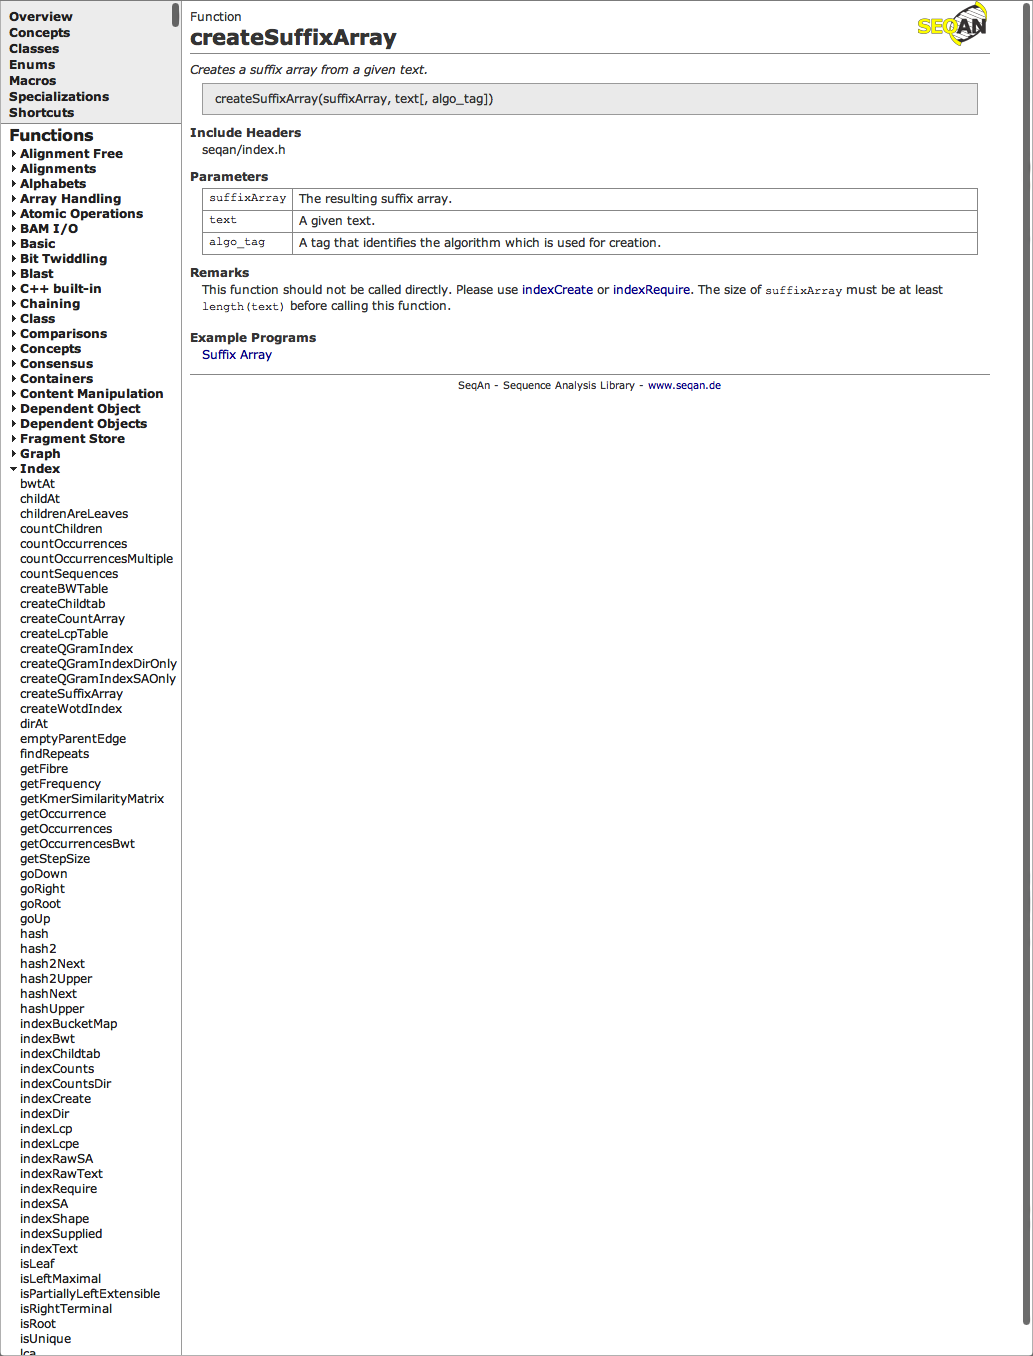 Overview
Concepts
Classes
Enums
Macros
Specializations
Shortcuts
Functions
Alignment Free
Alignments
Alphabets
Array Handling
Atomic Operations
BAM I/O
Basic
Bit Twiddling
Blast
C++ built-in
Chaining
Class
Comparisons
Concepts
Consensus
Containers
Content Manipulation
Dependent Object
Dependent Objects
Fragment Store
Graph
Index
bwtAt
childAt
childrenAreLeaves
countChildren
countOccurrences
countOccurrencesMultiple
countSequences
createBWTable
createChildtab
createCountArray
createLcpTable
createQGramIndex
createQGramIndexDirOnly
createQGramIndexSAOnly
createSuffixArray
createWotdIndex
dirAt
emptyParentEdge
findRepeats
getFibre
getFrequency
getKmerSimilarityMatrix
getOccurrence
getOccurrences
getOccurrencesBwt
getStepSize
goDown
goRight
goRoot
goUp
hash
hash2
hash2Next
hash2Upper
hashNext
hashUpper
indexBucketMap
indexBwt
indexChildtab
indexCounts
indexCountsDir
indexCreate
indexDir
indexLcp
indexLcpe
indexRawSA
indexRawText
indexRequire
indexSA
indexShape
indexSupplied
indexText
isLeaf
isLeftMaximal
isPartiallyLeftExtensible
isRightTerminal
isRoot
isUnique
lca
Function
createSuffixArray
SEQAN
Creates a suffix array from a given text.
createSuffixArray(suffixArray, text[, algo_tag])
Include Headers
seqan/index.h
Parameters
suffixArray The resulting suffix array.
text A given text.
algo_tag A tag that identifies the algorithm which is used for creation.
Remarks
This function should not be called directly. Please use indexCreate or indexRequire. The size of suffixArray must be at least
length(text) before calling this function.
Example Programs
Suffix Array
SeqAn - Sequence Analysis Library - www.seqan.de